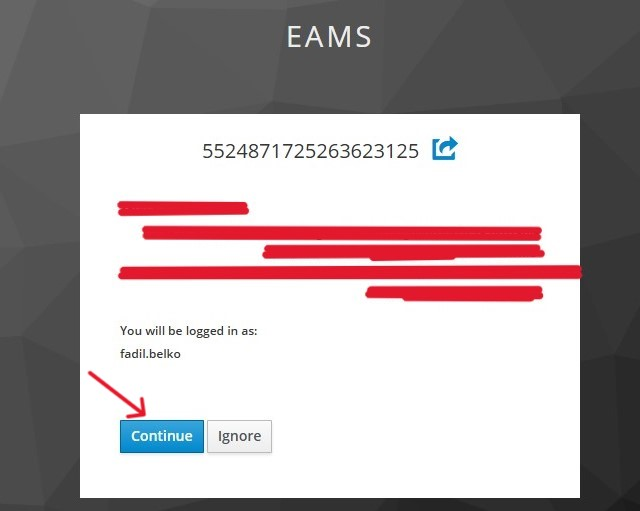 EAMS
5524871725263623125
You will be logged in as:
fadil.belko
Continue
Ignore